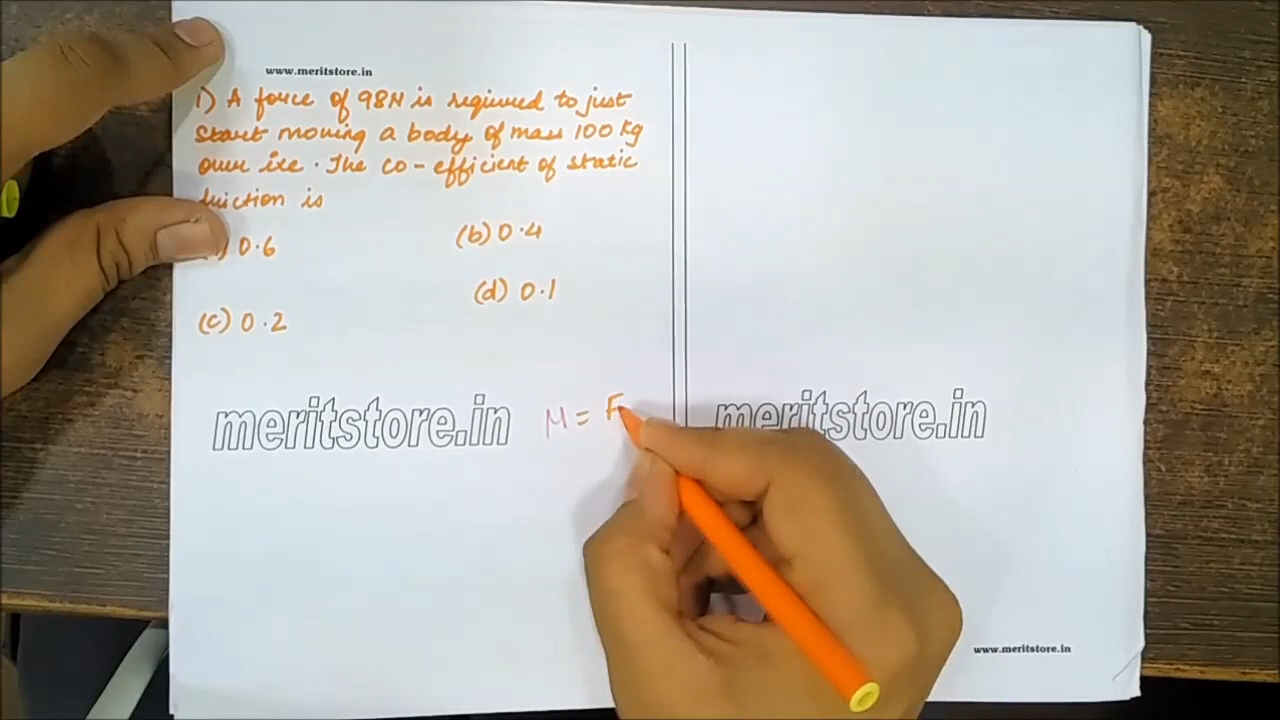 www.meritstore.in
1) A force of 98N is required to just
start moving a body of mass 100 kg
over ice. The co-efficient of static
friction is
0.6
(b) 0.4
(d) 0.1
(c) 0.2
meritstore.in
μ = F
meritstore.in
www.meritstore.in